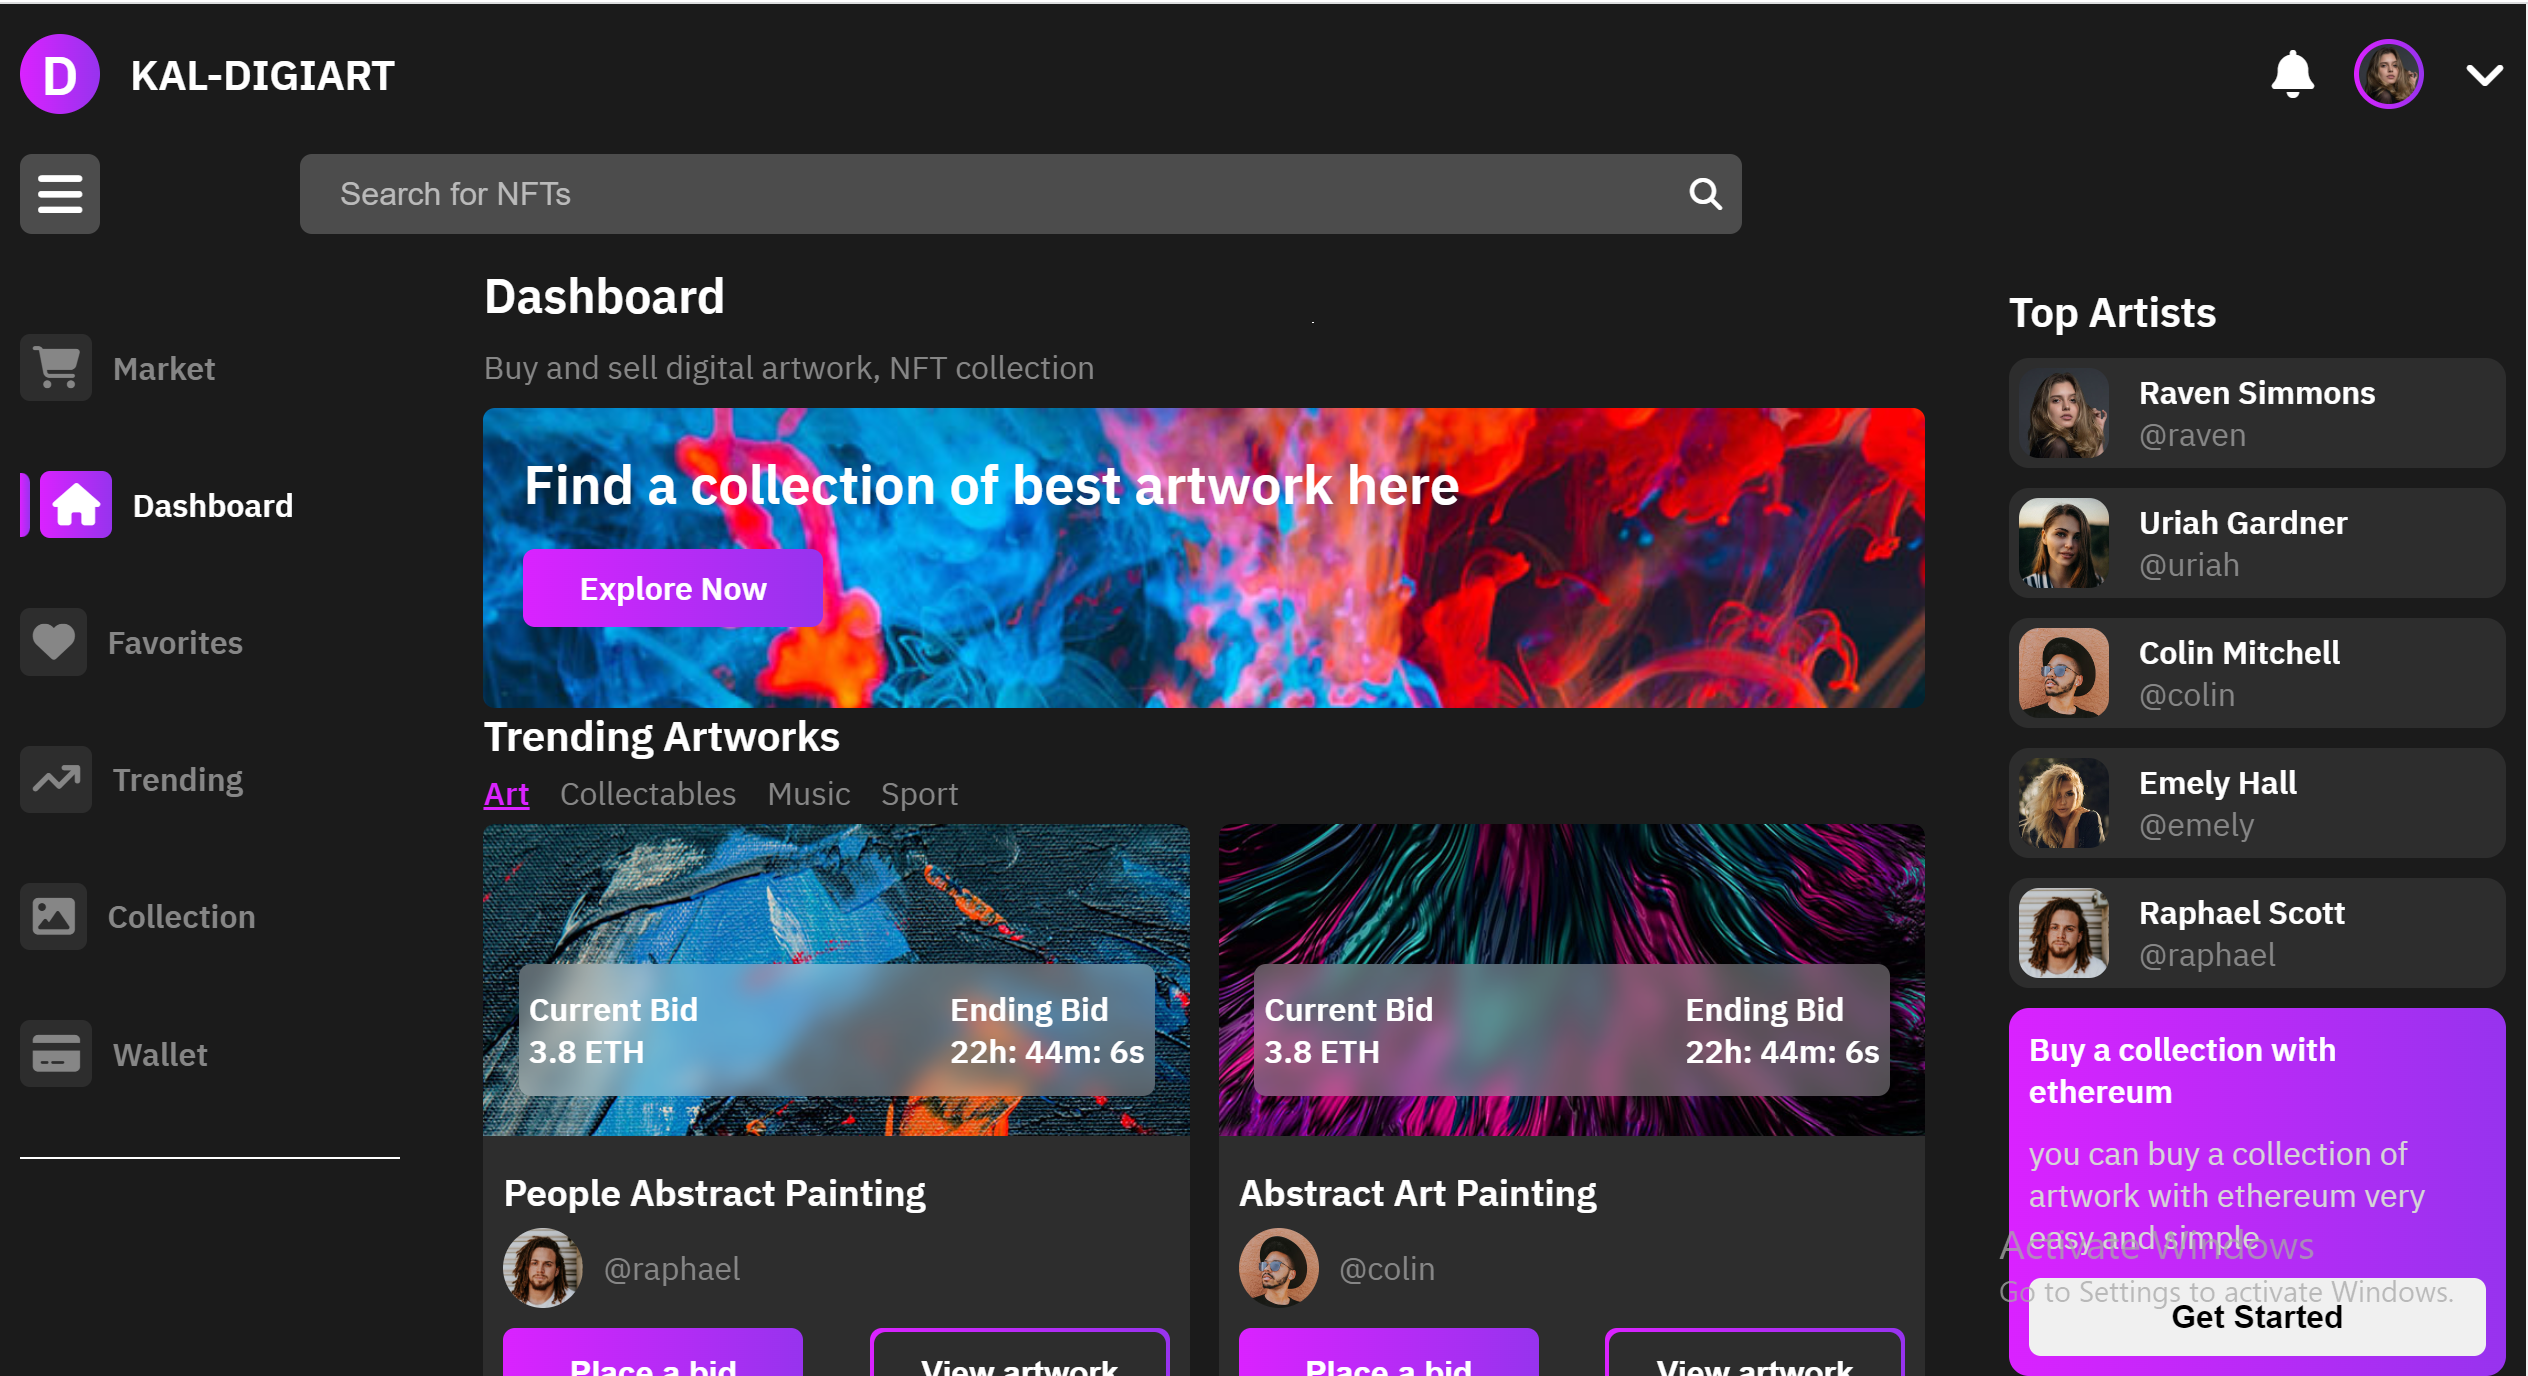 D
KAL-DIGIART
Search for NFTs
Market
Dashboard
Favorites
Trending
Collection
Wallet
Dashboard
Buy and sell digital artwork, NFT collection
Find a collection of best artwork here
Explore Now
Trending Artworks
Art Collectables Music Sport
Current Bid Ending Bid
3.8 ETH 22h: 44m: 6s
People Abstract Painting
@raphael
Place a bid View artwork
Current Bid Ending Bid
3.8 ETH 22h: 44m: 6s
Abstract Art Painting
@colin
Place a bid View artwork
Top Artists
Raven Simmons
@raven
Uriah Gardner
@uriah
Colin Mitchell
@colin
Emely Hall
@emely
Raphael Scott
@raphael
Buy a collection with
ethereum
you can buy a collection of
artwork with ethereum very
easy and simple
Activate Windows
Go to Settings to activate Windows.
Get Started